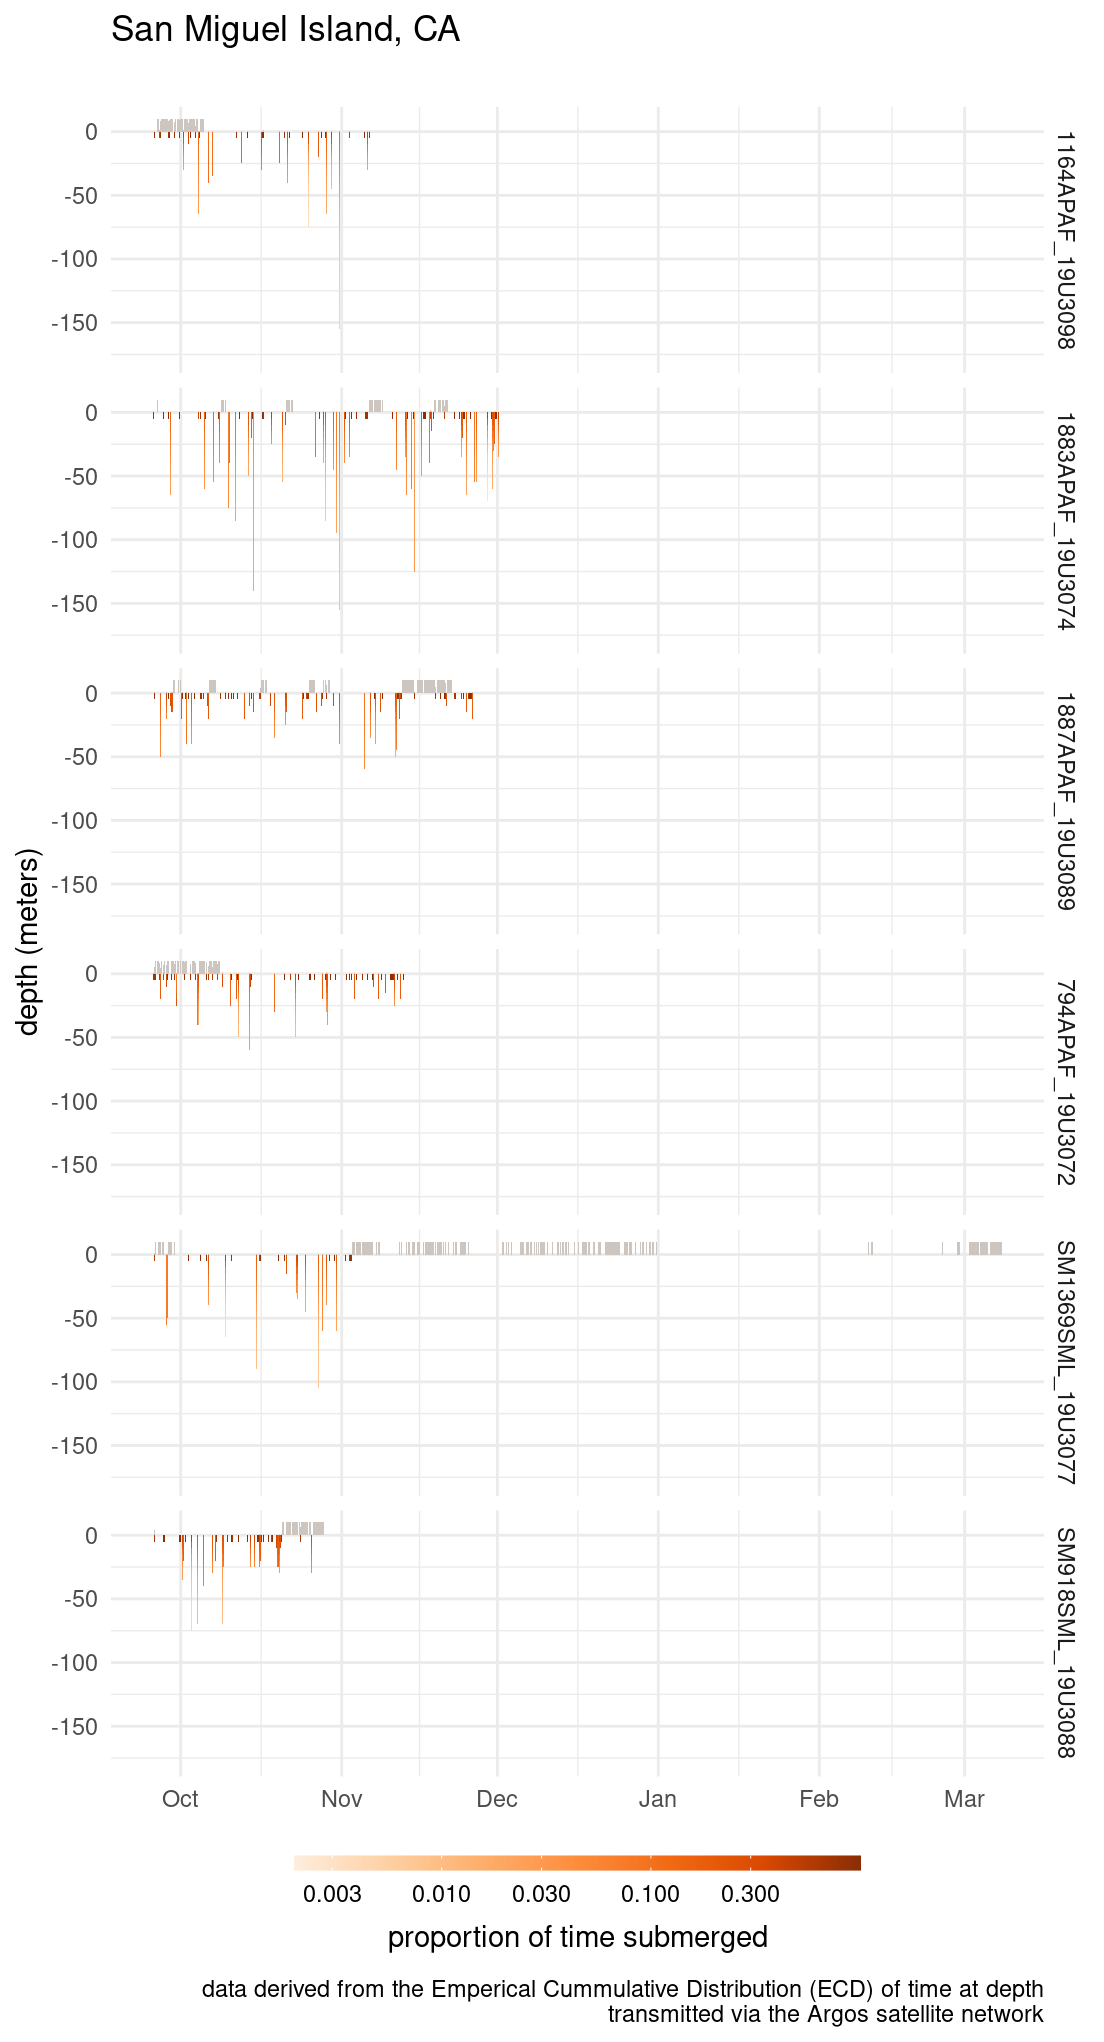 San Miguel Island, CA
0
-50
-100
-150
1164APAF_19U3098
0
-50
-100
-150
1883APAF_19U3074
0
-50
-100
-150
1887APAF_19U3089
depth (meters)
0
-50
-100
-150
794APAF_19U3072
0
-50
-100
-150
SM1369SML_19U3077
0
-50
-100
-150
SM918SML_19U3088
Oct Nov Dec Jan Feb Mar
0.003 0.010 0.030 0.100 0.300
proportion of time submerged
data derived from the Emperical Cummulative Distribution (ECD) of time at depth
transmitted via the Argos satellite network